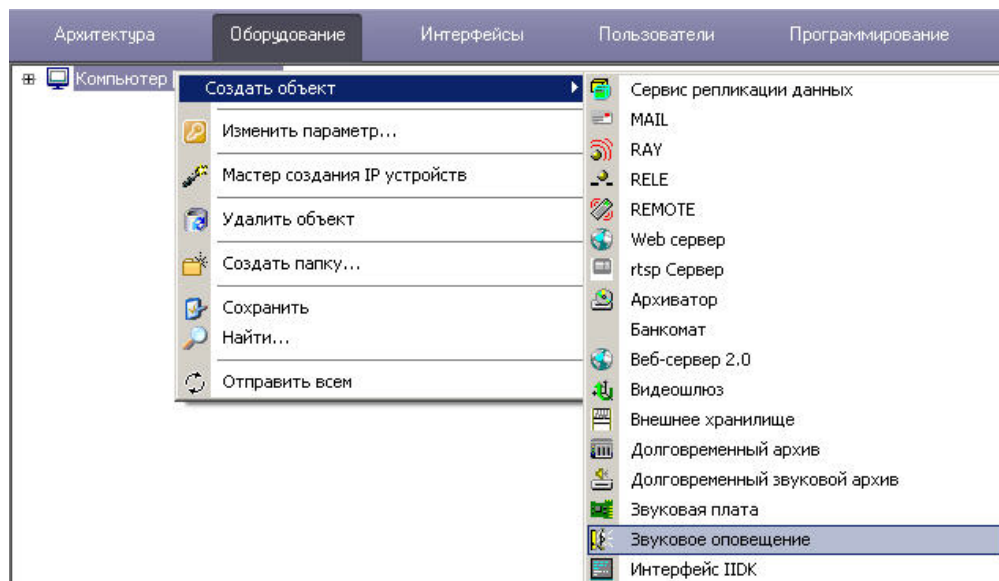 Архитектура Оборудование Интерфейсы Пользователи Программирование
Компьютер
Создать объект
Изменить параметр...
Мастер создания IP устройств
Удалить объект
Создать папку...
Сохранить
Найти...
Отправить всем
Сервис репликации данных
MAIL
RAY
RELE
REMOTE
Web сервер
rtsp Сервер
Архиватор
Банкомат
Веб-сервер 2.0
Видеошлюз
Внешнее хранилище
Долговременный архив
Долговременный звуковой архив
Звуковая плата
Звуковое оповещение
Интерфейс IIDK